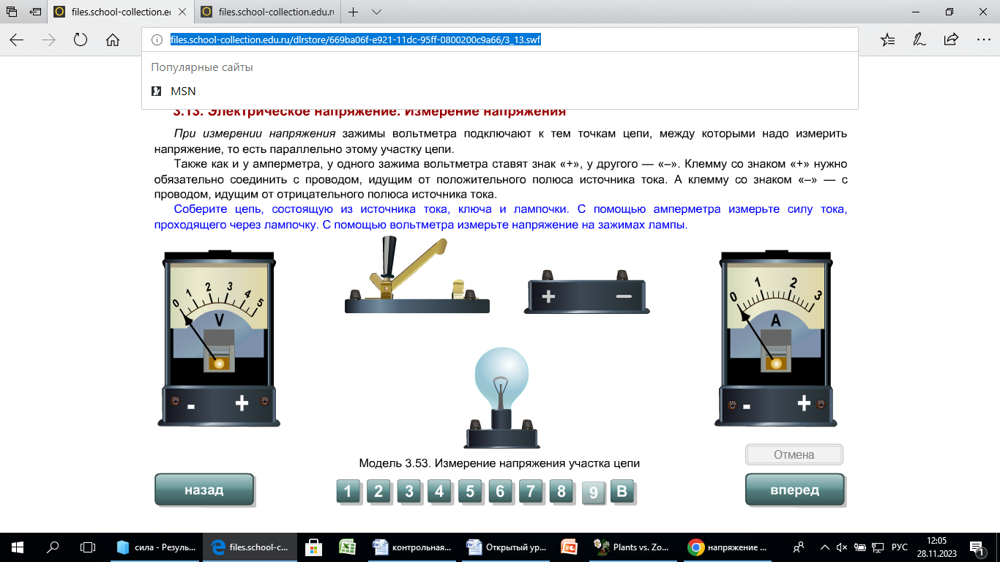 files.school-collection.ec
files.school-collection.edu.ru
files.school-collection.edu.ru/dlrstore/669ba06f-e921-11dc-95ff-0800200c9a66/3_13.swf
Популярные сайты
MSN
3.13. Электрическое напряжение. Измерение напряжения
При измерении напряжения зажимы вольтметра подключают к тем точкам цепи, между которыми надо измерить
напряжение, то есть параллельно этому участку цепи.
Также как и у амперметра, у одного зажима вольтметра ставят знак «+», у другого — «–». Клемму со знаком «+» нужно
обязательно соединить с проводом, идущим от положительного полюса источника тока. А клемму со знаком «–» — с
проводом, идущим от отрицательного полюса источника тока.
Соберите цепь, состоящую из источника тока, ключа и лампочки. С помощью амперметра измерьте силу тока,
проходящего через лампочку. С помощью вольтметра измерьте напряжение на зажимах лампы.
0 1 2 3 4 5
V
- +
+ –
0 1 2 3
A
- +
Отмена
Модель 3.53. Измерение напряжения участка цепи
назад 1 2 3 4 5 6 7 8 9 В вперед
сила - Резуль... files.school-c... контрольная... Открытый ур... Plants vs. Zo... напряжение ... РУС 12:05
28.11.2023
1